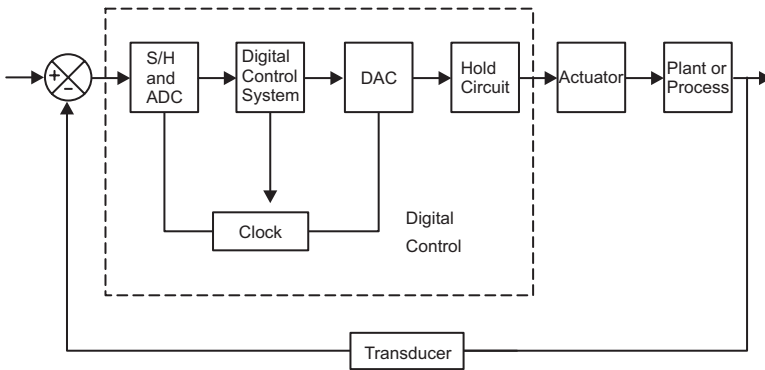 +
−
S/H
and
ADC
Digital
Control
System
DAC
Hold
Circuit
Actuator
Plant or
Process
Clock
Digital
Control
Transducer